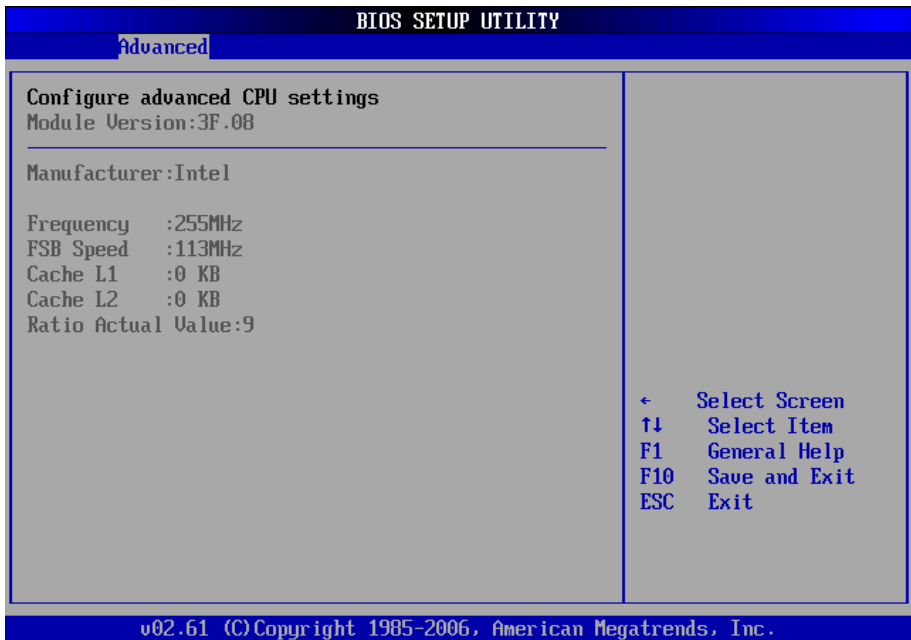 BIOS SETUP UTILITY
Advanced
Configure advanced CPU settings
Module Version:3F.08
Manufacturer:Intel
Frequency :255MHz
FSB Speed :113MHz
Cache L1 :0 KB
Cache L2 :0 KB
Ratio Actual Value:9
← Select Screen
↑↓ Select Item
F1 General Help
F10 Save and Exit
ESC Exit
v02.61 (C)Copyright 1985-2006, American Megatrends, Inc.